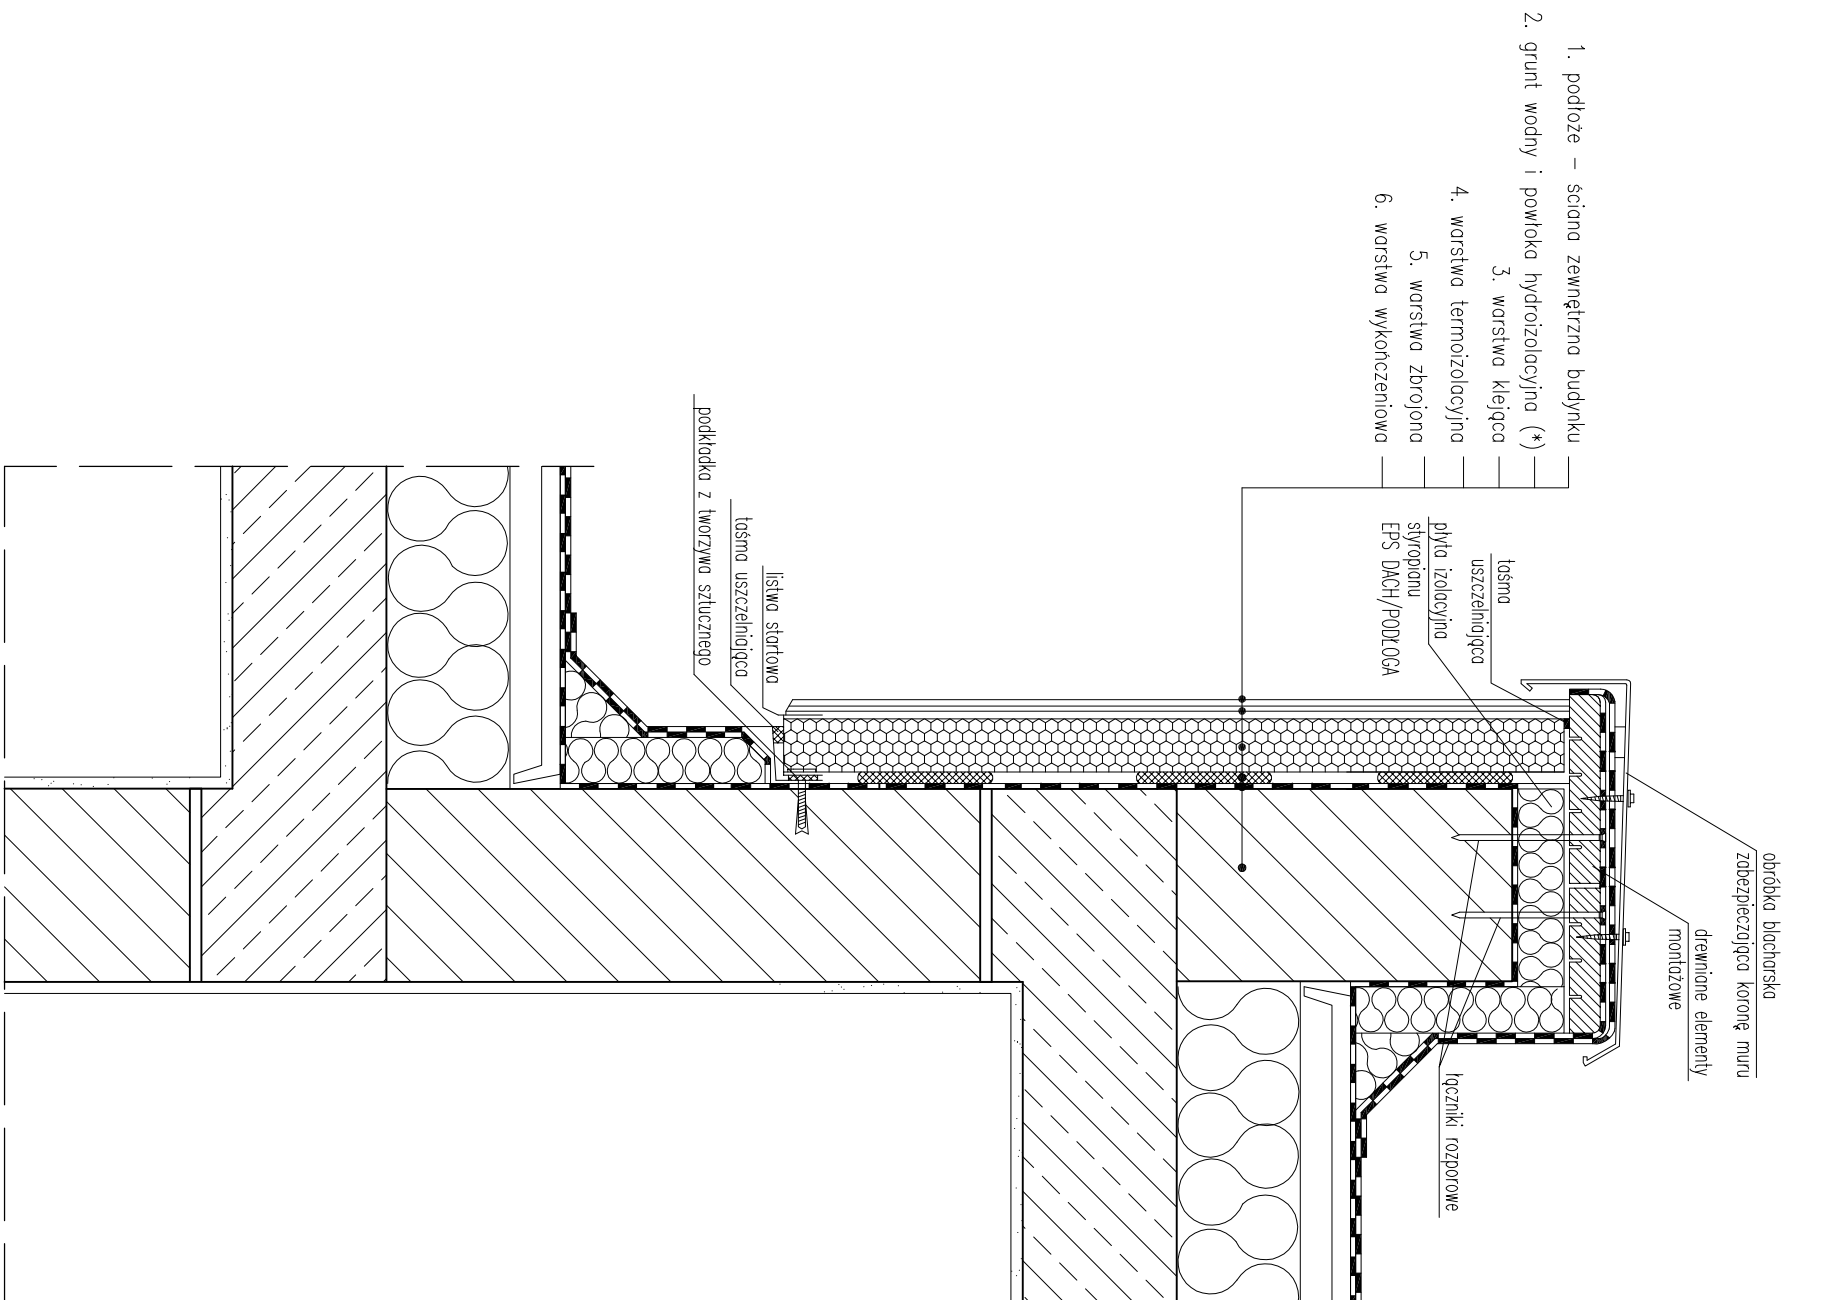 1. podłoże – ściana zewnętrzna budynku
2. grunt wodny i powłoka hydroizolacyjna (*)
3. warstwa klejąca
4. warstwa termoizolacyjna
5. warstwa zbrojona
6. warstwa wykończeniowa
obróbka blacharska
zabezpieczająca koronę muru
drewniane elementy
montażowe
taśma
uszczelniająca
płyta izolacyjna
styropianu
EPS DACH/PODŁOGA
łączniki rozporowe
listwa startowa
taśma uszczelniająca
podkładka z tworzywa sztucznego